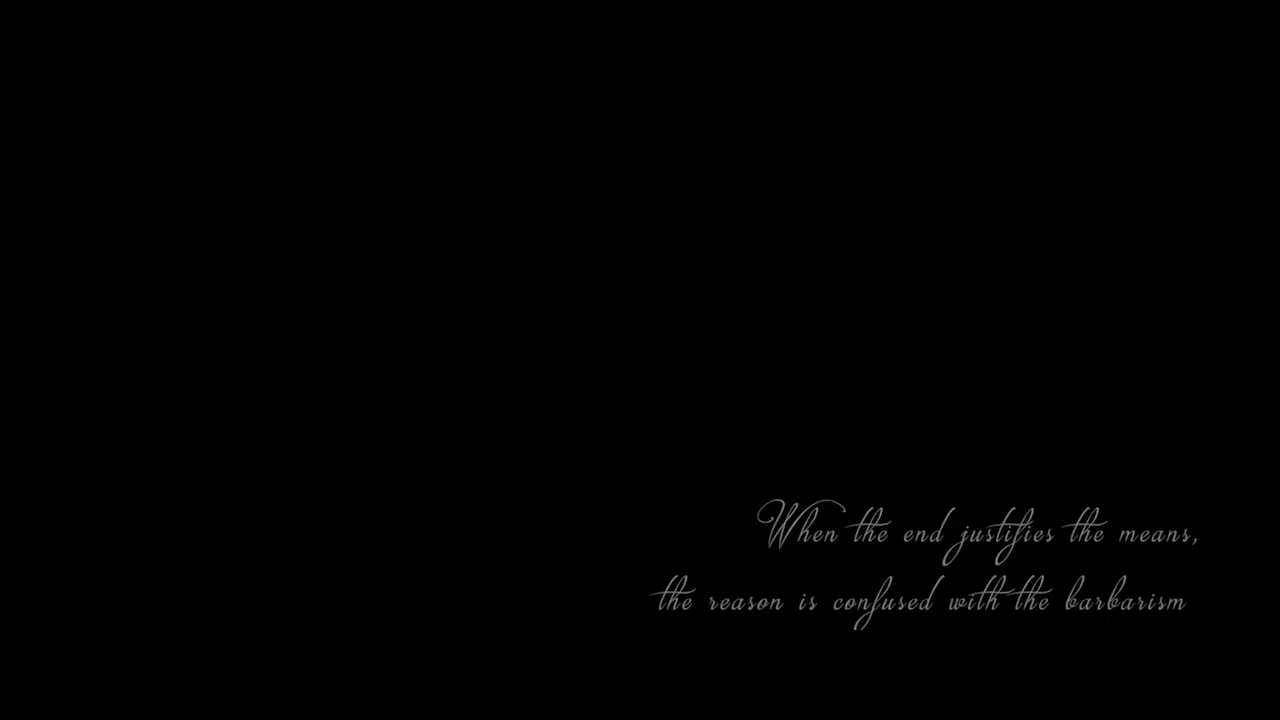 When the end justifies the means,
the reason is confused with the barbarism